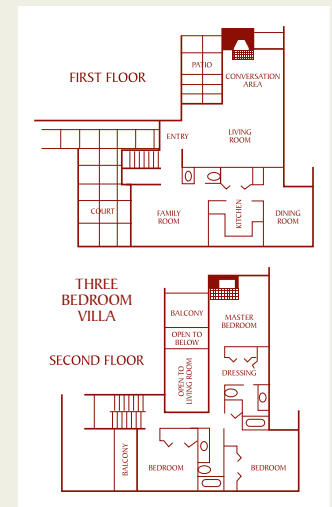 FIRST FLOOR
PATIO
CONVERSATION
AREA
ENTRY
LIVING
ROOM
COURT
FAMILY
ROOM
KITCHEN
DINING
ROOM
THREE
BEDROOM
VILLA
SECOND FLOOR
BALCONY
MASTER
BEDROOM
OPEN TO
BELOW
OPEN TO
LIVING ROOM
DRESSING
BALCONY
BEDROOM
BEDROOM